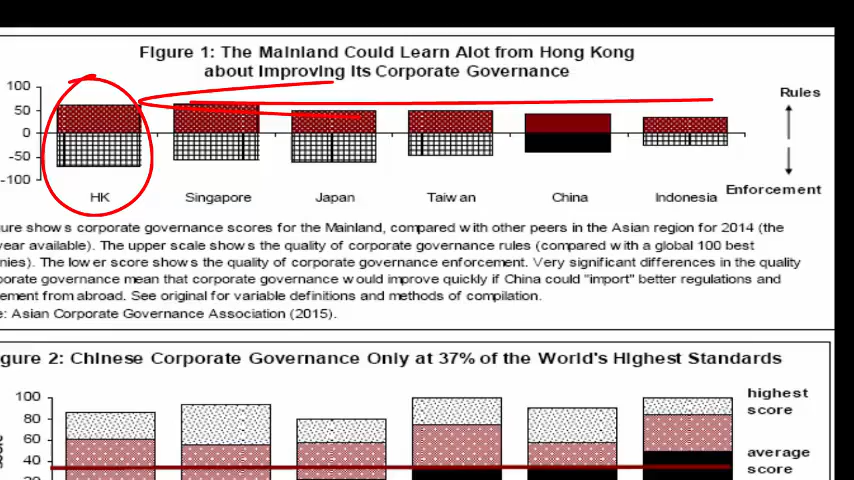 Figure 1: The Mainland Could Learn Alot from Hong Kong
about Improving Its Corporate Governance
100
50
0
-50
-100
Rules
Enforcement
HK Singapore Japan Taiwan China Indonesia
ure shows corporate governance scores for the Mainland, compared with other peers in the Asian region for 2014 (the
year available). The upper scale shows the quality of corporate governance rules (compared with a global 100 best
nies). The lower score shows the quality of corporate governance enforcement. Very significant differences in the quality
porate governance mean that corporate governance would improve quickly if China could "import" better regulations and
ement from abroad. See original for variable definitions and methods of compilation.
e: Asian Corporate Governance Association (2015).
gure 2: Chinese Corporate Governance Only at 37% of the World's Highest Standards
100
80
60
40
highest
score
average
score